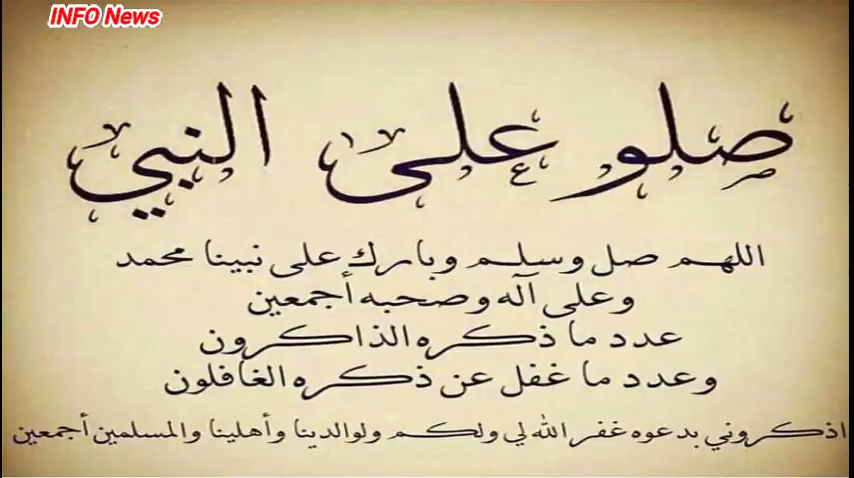 INFO News
صلو على النبي
اللهم صل وسلم وبارك على نبينا محمد
وعلى آله وصحبه أجمعين
عدد ما ذكره الذاكرون
وعدد ما غفل عن ذكره الغافلون
اذكروني بدعوه غفر الله لي ولكم ولوالدينا وأهلينا والمسلمين أجمعين